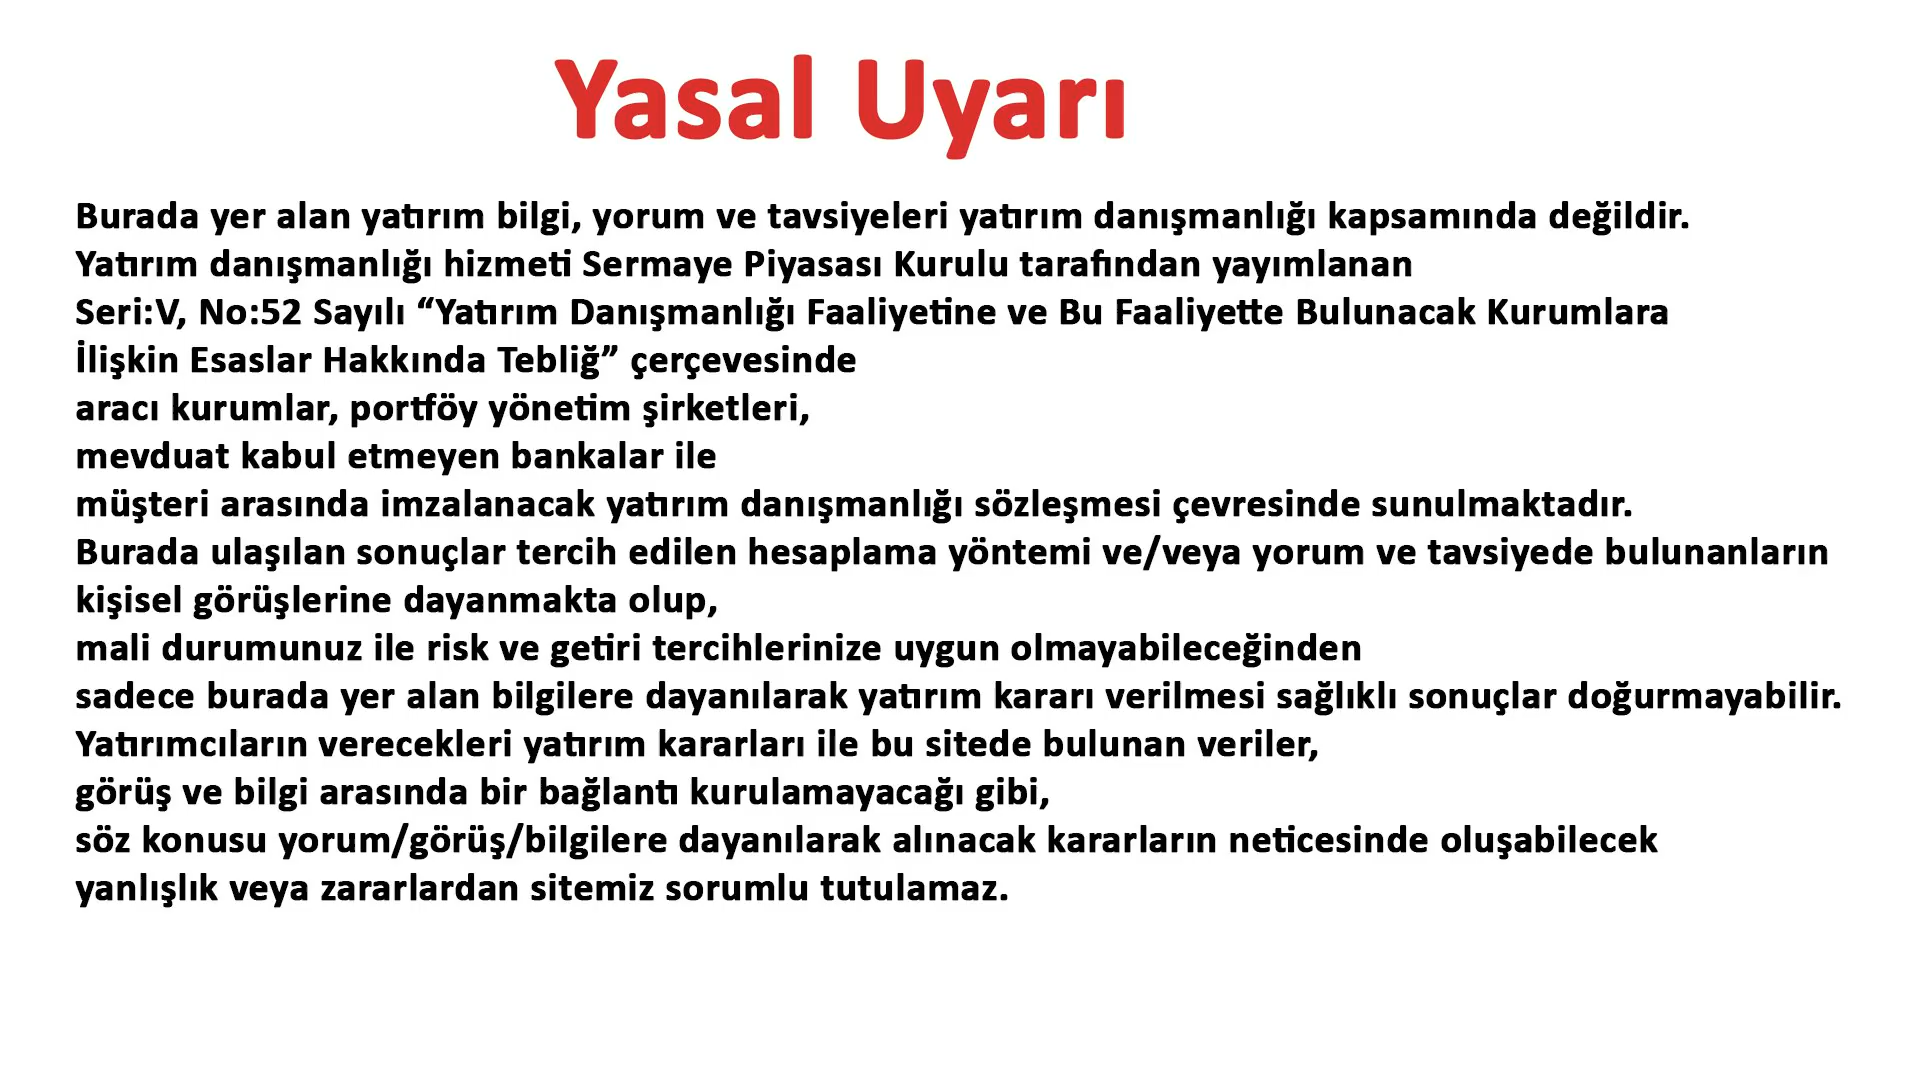 Yasal Uyarı
Burada yer alan yatırım bilgi, yorum ve tavsiyeleri yatırım danışmanlığı kapsamında değildir.
Yatırım danışmanlığı hizmeti Sermaye Piyasası Kurulu tarafından yayımlanan
Seri:V, No:52 Sayılı “Yatırım Danışmanlığı Faaliyetine ve Bu Faaliyette Bulunacak Kurumlara
İlişkin Esaslar Hakkında Tebliğ” çerçevesinde
aracı kurumlar, portföy yönetim şirketleri,
mevduat kabul etmeyen bankalar ile
müşteri arasında imzalanacak yatırım danışmanlığı sözleşmesi çevresinde sunulmaktadır.
Burada ulaşılan sonuçlar tercih edilen hesaplama yöntemi ve/veya yorum ve tavsiyede bulunanların
kişisel görüşlerine dayanmakta olup,
mali durumunuz ile risk ve getiri tercihlerinize uygun olmayabileceğinden
sadece burada yer alan bilgilere dayanılarak yatırım kararı verilmesi sağlıklı sonuçlar doğurmayabilir.
Yatırımcıların verecekleri yatırım kararları ile bu sitede bulunan veriler,
görüş ve bilgi arasında bir bağlantı kurulamayacağı gibi,
söz konusu yorum/görüş/bilgilere dayanılarak alınacak kararların neticesinde oluşabilecek
yanlışlık veya zararlardan sitemiz sorumlu tutulamaz.